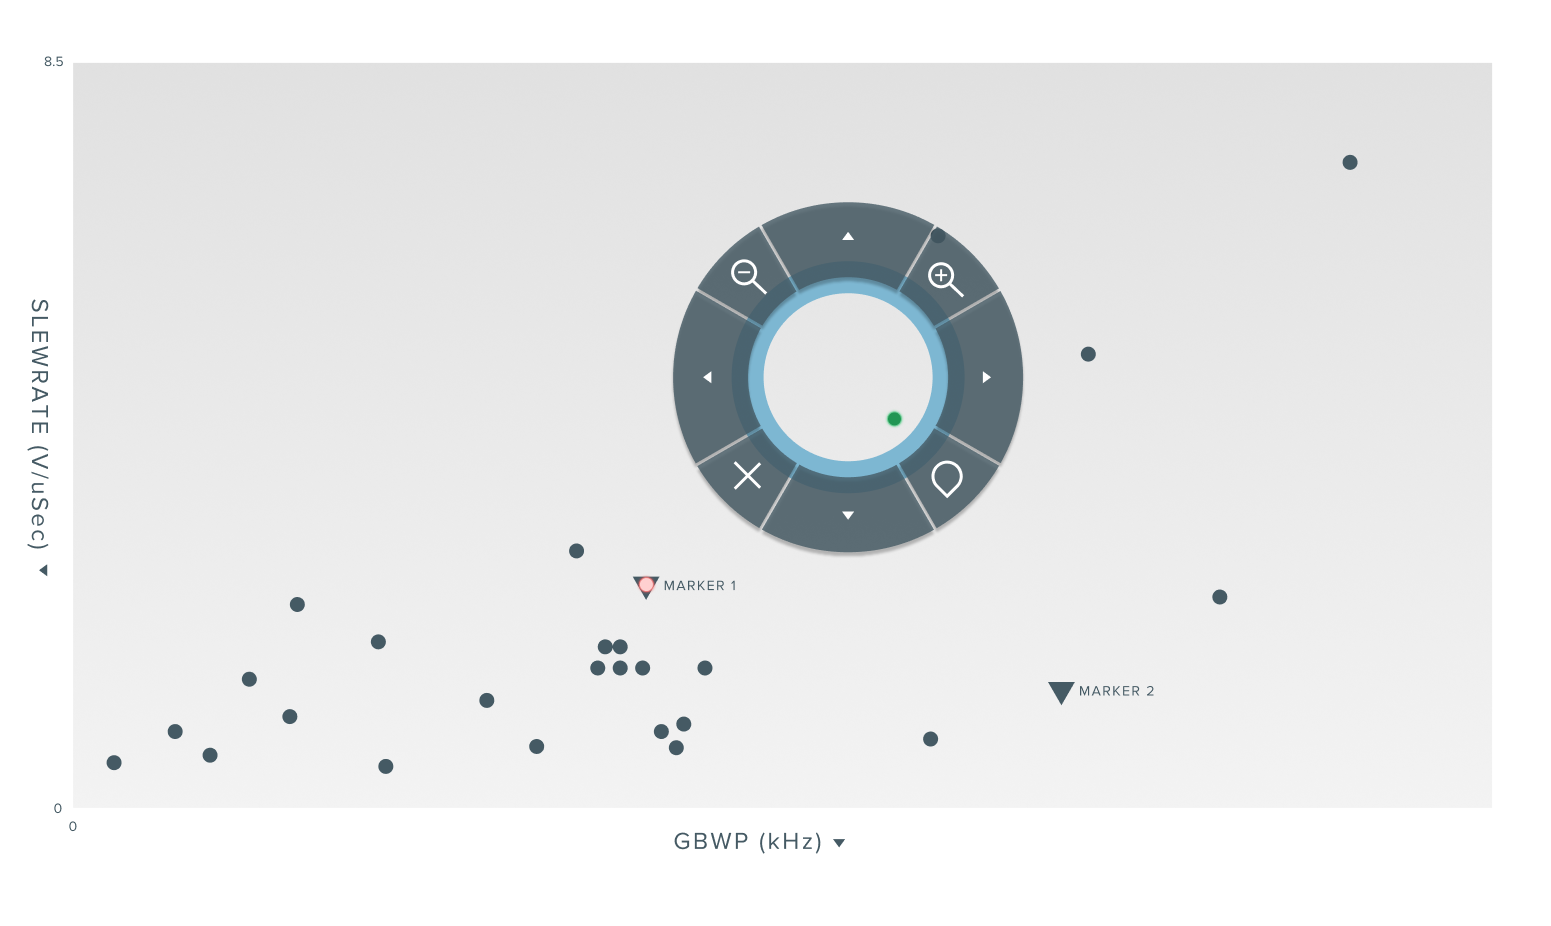 8.5
SLEWRATE (V/uSec)
MARKER 1
MARKER 2
0
0
GBWP (kHz)